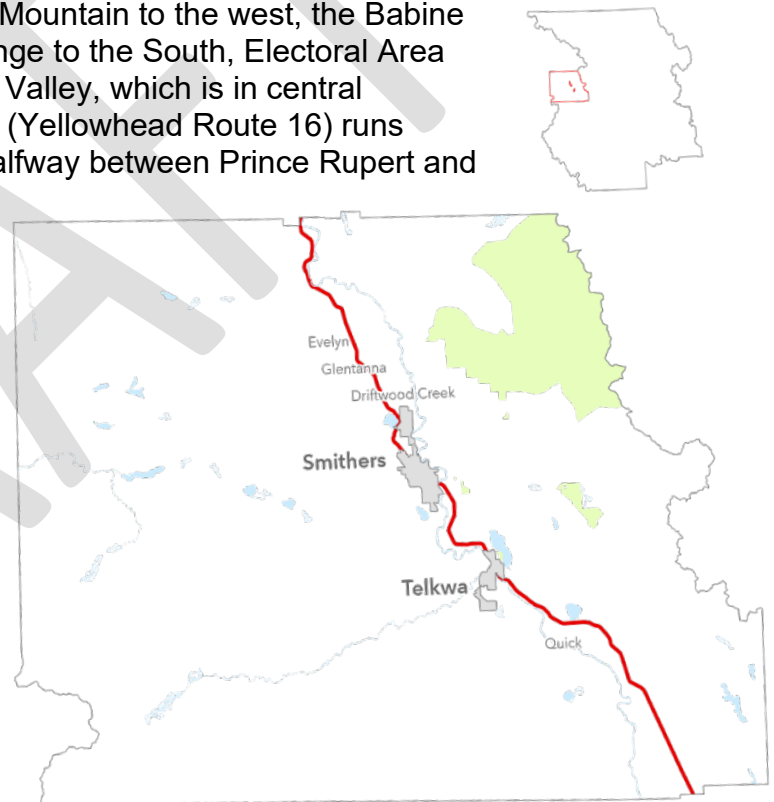 Mountain to the west, the Babine
nge to the South, Electoral Area
Valley, which is in central
(Yellowhead Route 16) runs
alfway between Prince Rupert and
Evelyn
Glentanna
Driftwood Creek
Smithers
Telkwa
Quick